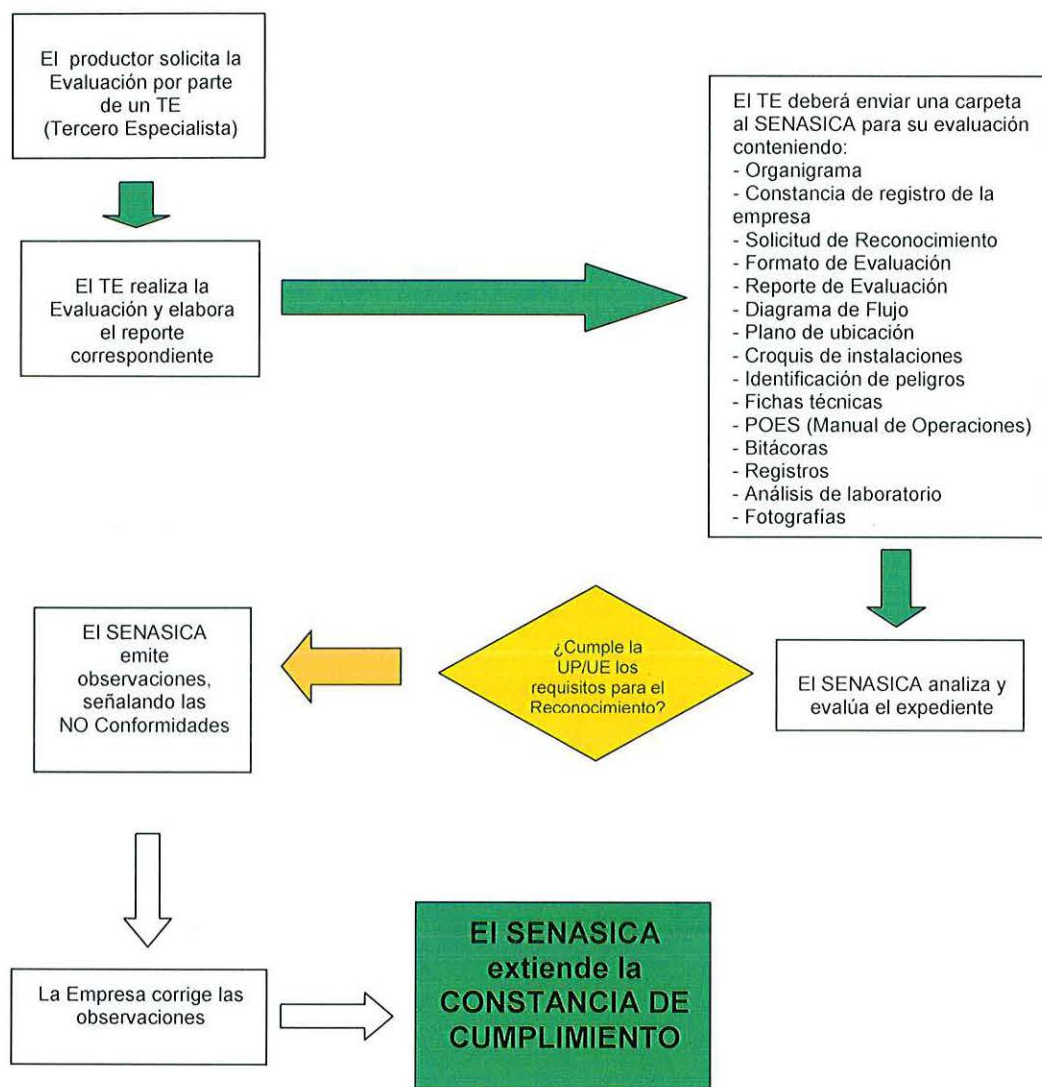 El productor solicita la
Evaluación por parte
de un TE
(Tercero Especialista)
El TE realiza la
Evaluación y elabora
el reporte
correspondiente
El TE deberá enviar una carpeta
al SENASICA para su evaluación
conteniendo:
- Organigrama
- Constancia de registro de la
empresa
- Solicitud de Reconocimiento
- Formato de Evaluación
- Reporte de Evaluación
- Diagrama de Flujo
- Plano de ubicación
- Croquis de instalaciones
- Identificación de peligros
- Fichas técnicas
- POES (Manual de Operaciones)
- Bitácoras
- Registros
- Análisis de laboratorio
- Fotografías
El SENASICA analiza y
evalúa el expediente
¿Cumple la
UP/UE los
requisitos para el
Reconocimiento?
El SENASICA
emite
observaciones,
señalando las
NO Conformidades
La Empresa corrige las
observaciones
El SENASICA
extiende la
CONSTANCIA DE
CUMPLIMIENTO